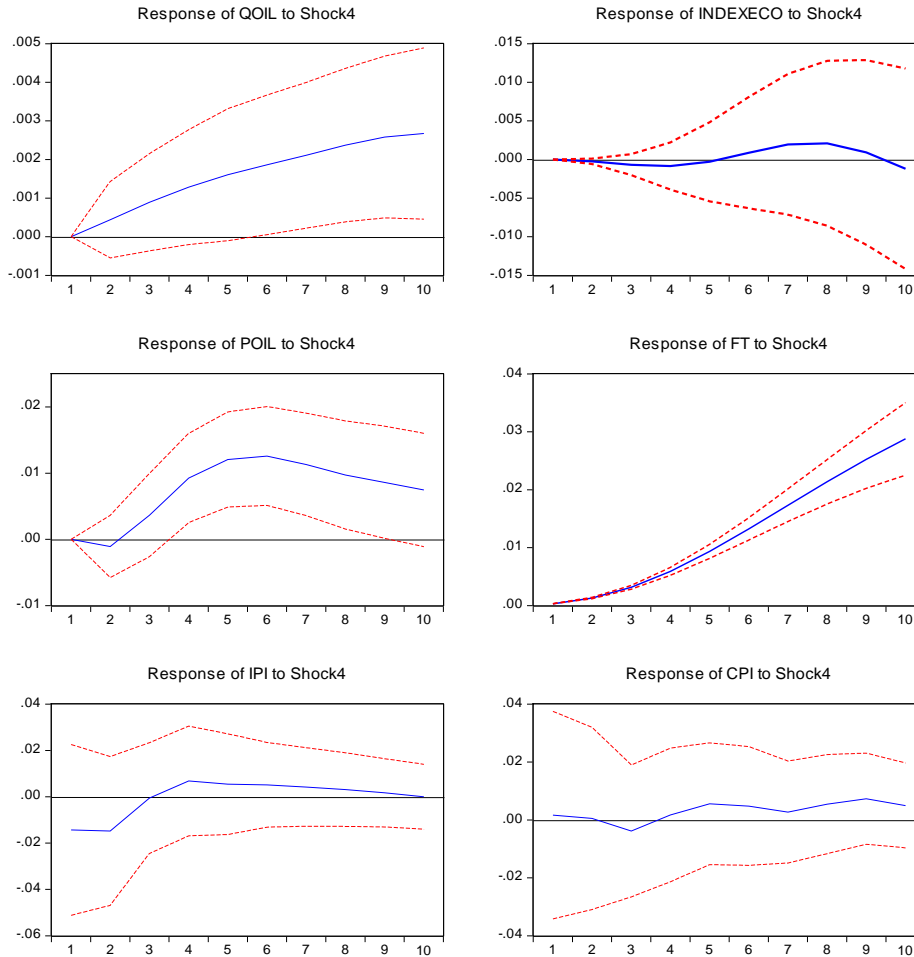 Response of QOIL to Shock4
.005
.004
.003
.002
.001
.000
-.001
1 2 3 4 5 6 7 8 9 10
Response of INDEXECO to Shock4
.015
.010
.005
.000
-.005
-.010
-.015
1 2 3 4 5 6 7 8 9 10
Response of POIL to Shock4
.02
.01
.00
-.01
1 2 3 4 5 6 7 8 9 10
Response of FT to Shock4
.04
.03
.02
.01
.00
1 2 3 4 5 6 7 8 9 10
Response of IPI to Shock4
.04
.02
.00
-.02
-.04
-.06
1 2 3 4 5 6 7 8 9 10
Response of CPI to Shock4
.04
.02
.00
-.02
-.04
1 2 3 4 5 6 7 8 9 10